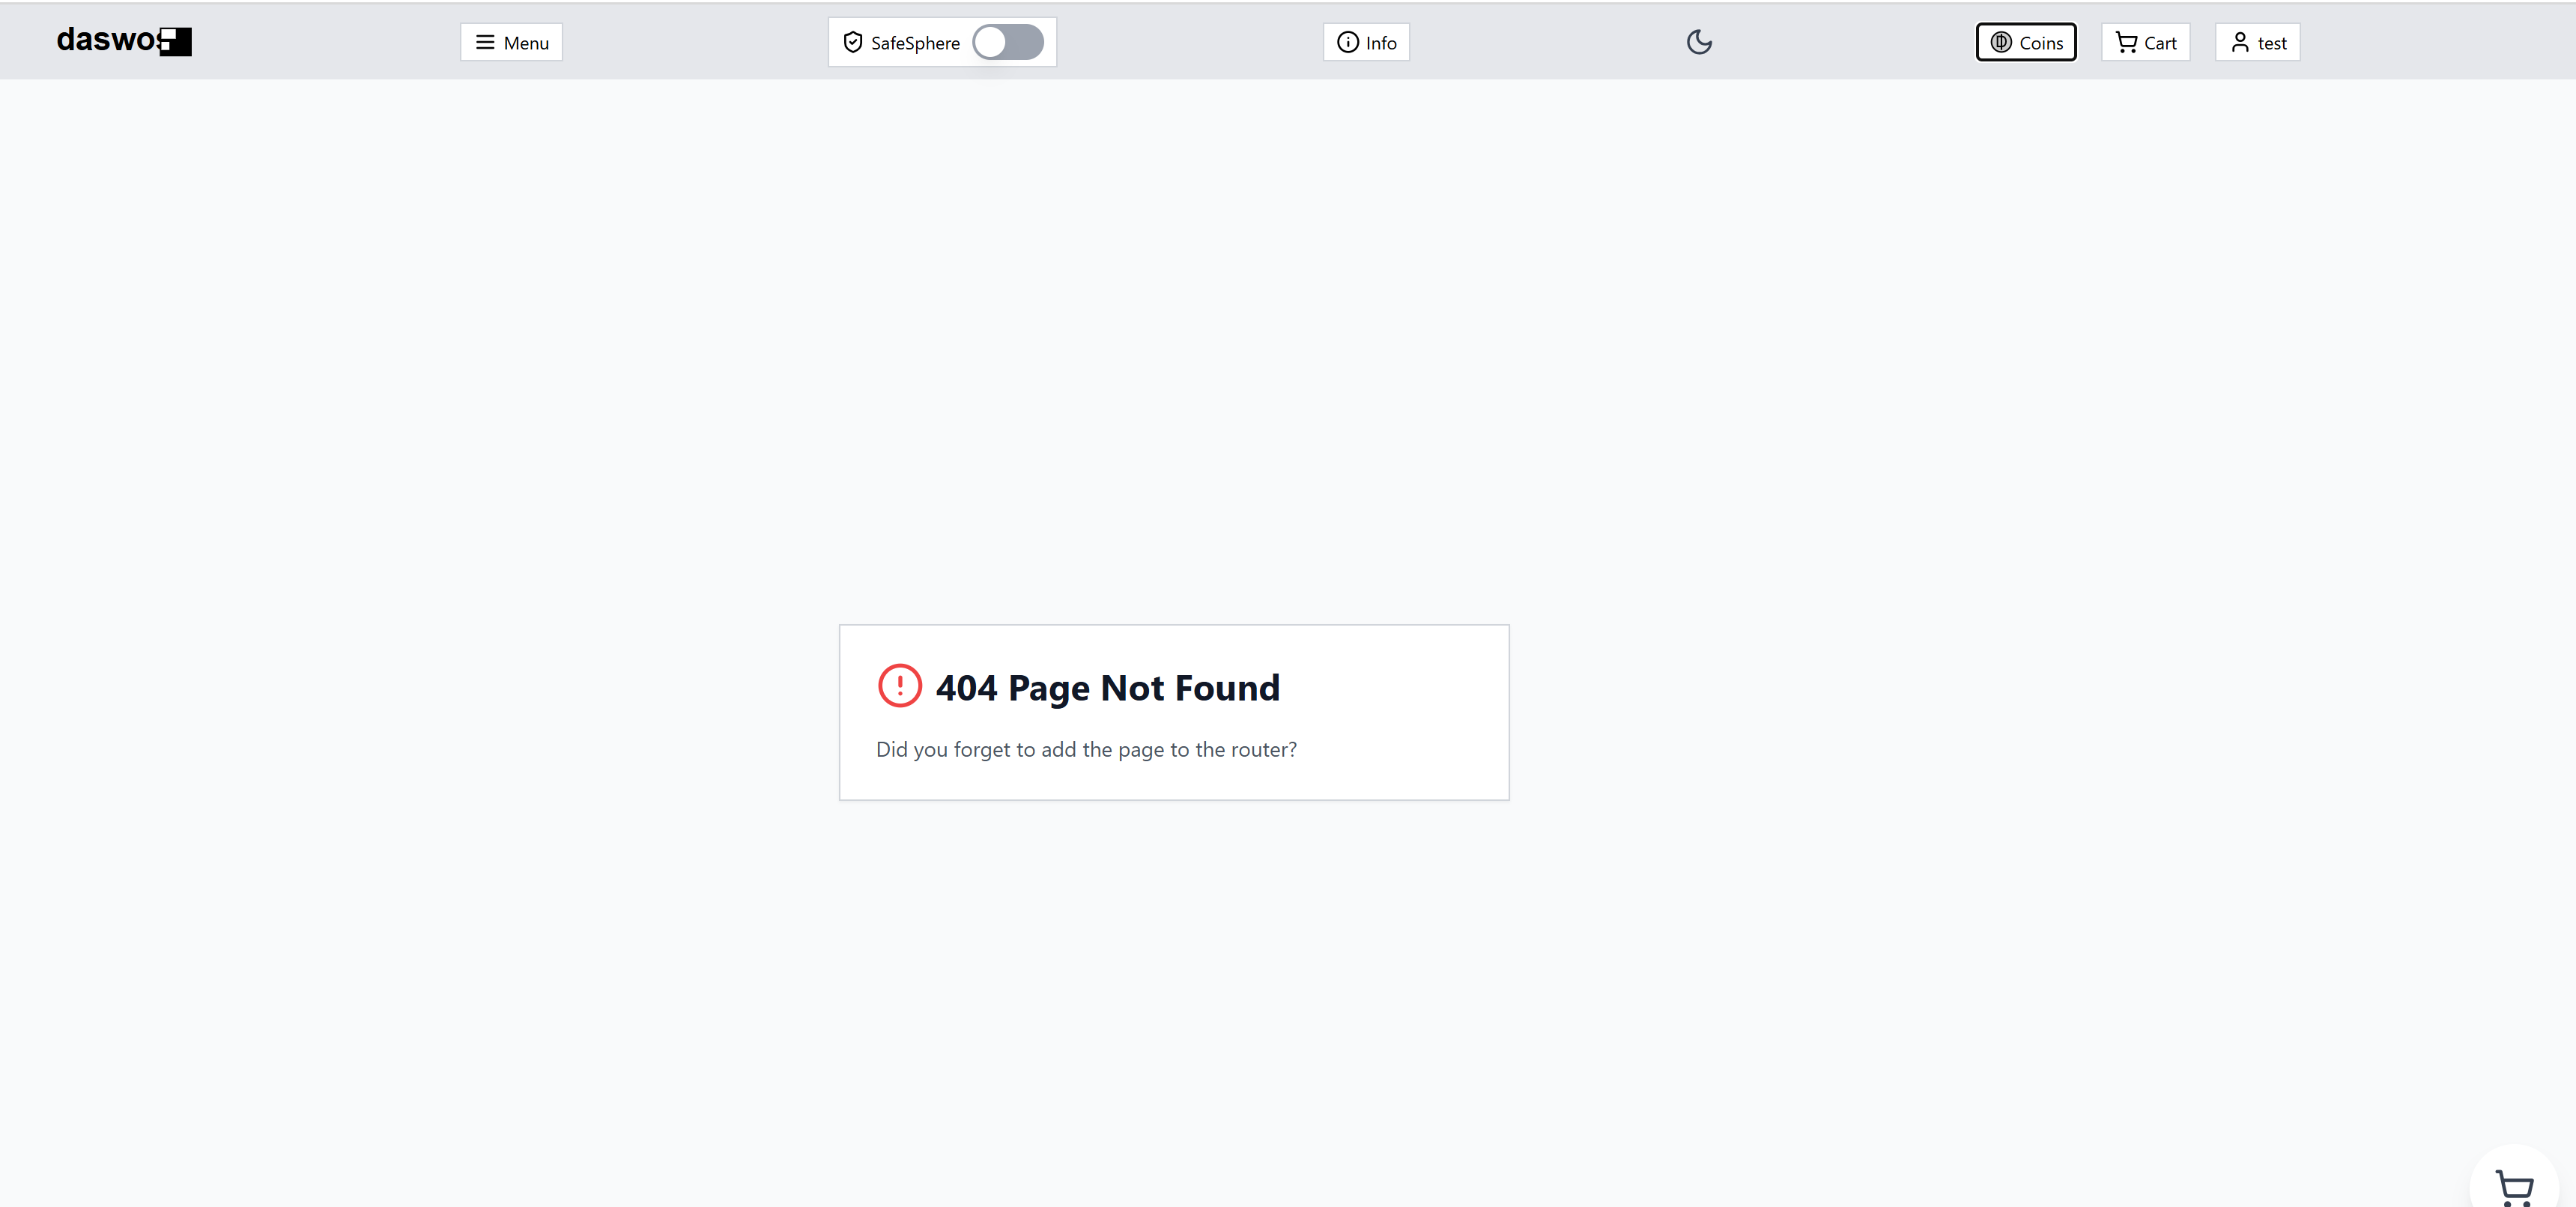 daswos
Menu
SafeSphere
Info
Coins
Cart
test
404 Page Not Found
Did you forget to add the page to the router?